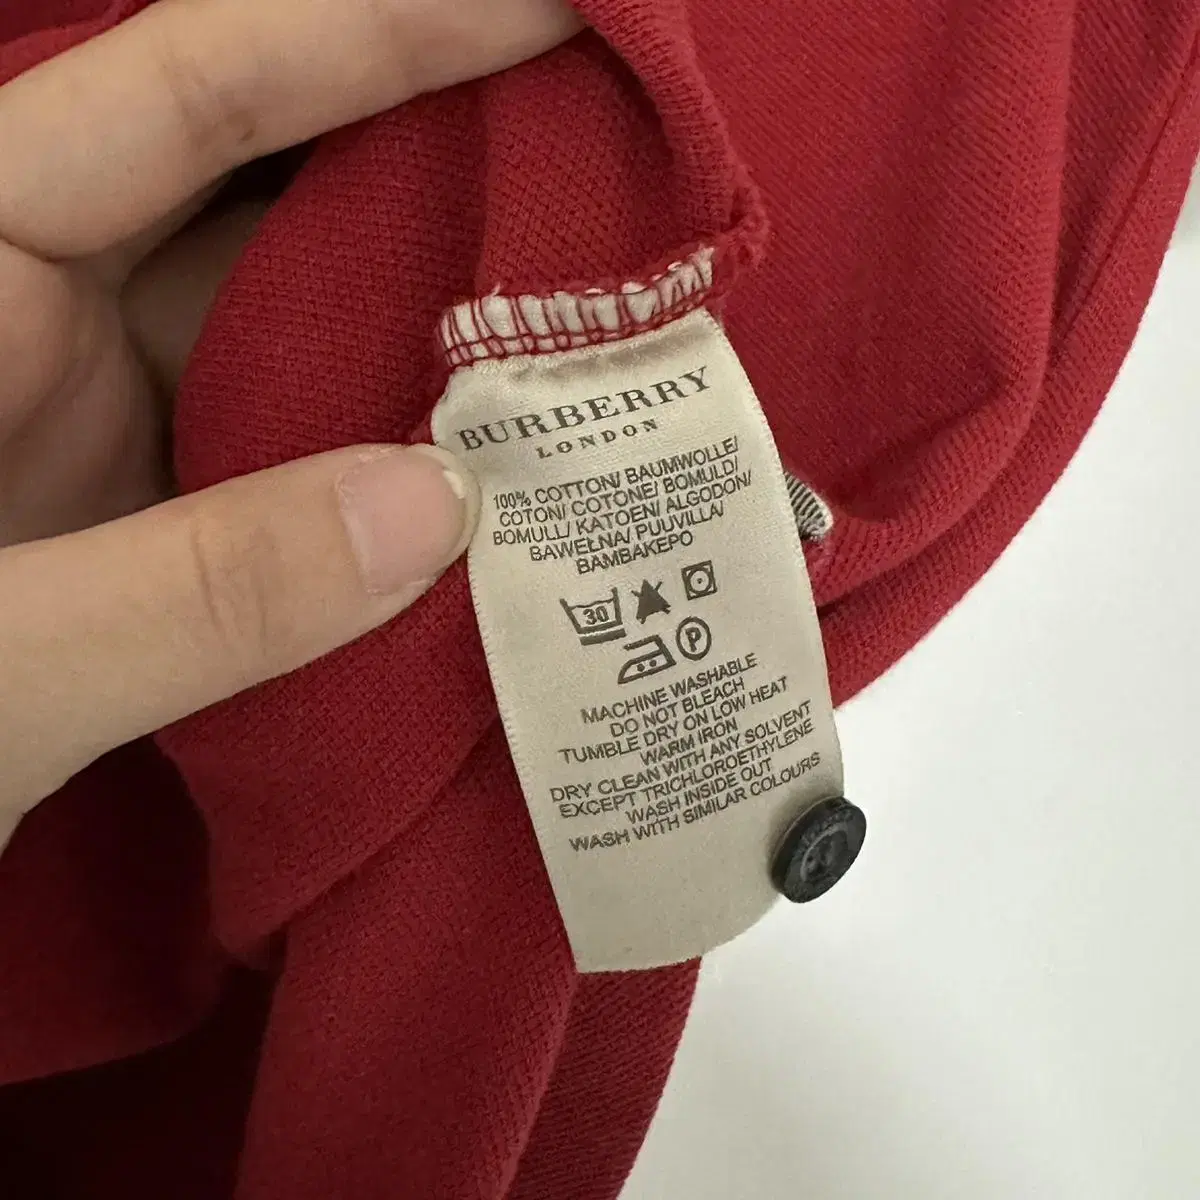 BURBERRY
LONDON
100% COTTON/ BAUMWOLLE/
COTON/ COTONE/ BOMULD/
BOMULL/ KATOEN/ ALGODON/
BAWEŁNA/ PUUVILLA/
BAMBAKEPO
30
P
MACHINE WASHABLE
DO NOT BLEACH
TUMBLE DRY ON LOW HEAT
WARM IRON
DRY CLEAN WITH ANY SOLVENT
EXCEPT TRICHLOROETHYLENE
WASH INSIDE OUT
WASH WITH SIMILAR COLOURS